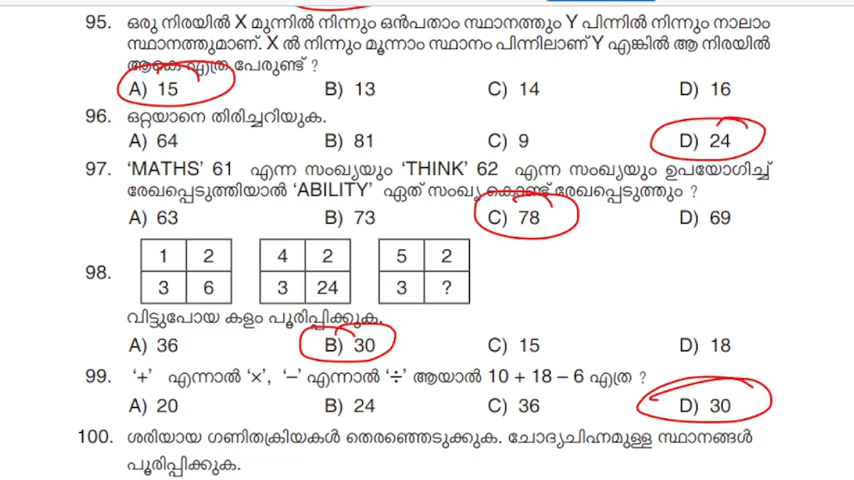 95. ഒരു നിരയിൽ X മുന്നിൽ നിന്നും ഒൻപതാം സ്ഥാനത്തും Y പിന്നിൽ നിന്നും നാലാം
സ്ഥാനത്തുമാണ്. X ൽ നിന്നും മൂന്നാം സ്ഥാനം പിന്നിലാണ് Y എങ്കിൽ ആ നിരയിൽ
ആകെ എത്ര പേരുണ്ട് ?
A) 15 B) 13 C) 14 D) 16
96. ഒറ്റയാനെ തിരിച്ചറിയുക.
A) 64 B) 81 C) 9 D) 24
97. 'MATHS' 61 എന്ന സംഖ്യയും 'THINK' 62 എന്ന സംഖ്യയും ഉപയോഗിച്ച്
രേഖപ്പെടുത്തിയാൽ 'ABILITY' ഏത് സംഖ്യ കൊണ്ട് രേഖപ്പെടുത്തും ?
A) 63 B) 73 C) 78 D) 69
98.
1 2 4 2 5 2
3 6 3 24 3 ?
വിട്ടുപോയ കളം പൂരിപ്പിക്കുക.
A) 36 B) 30 C) 15 D) 18
99. '+' എന്നാൽ '×', '–' എന്നാൽ '÷' ആയാൽ 10 + 18 – 6 എത്ര ?
A) 20 B) 24 C) 36 D) 30
100. ശരിയായ ഗണിതക്രിയകൾ തെരഞ്ഞെടുക്കുക. ചോദ്യചിഹ്നമുള്ള സ്ഥാനങ്ങൾ
പൂരിപ്പിക്കുക.